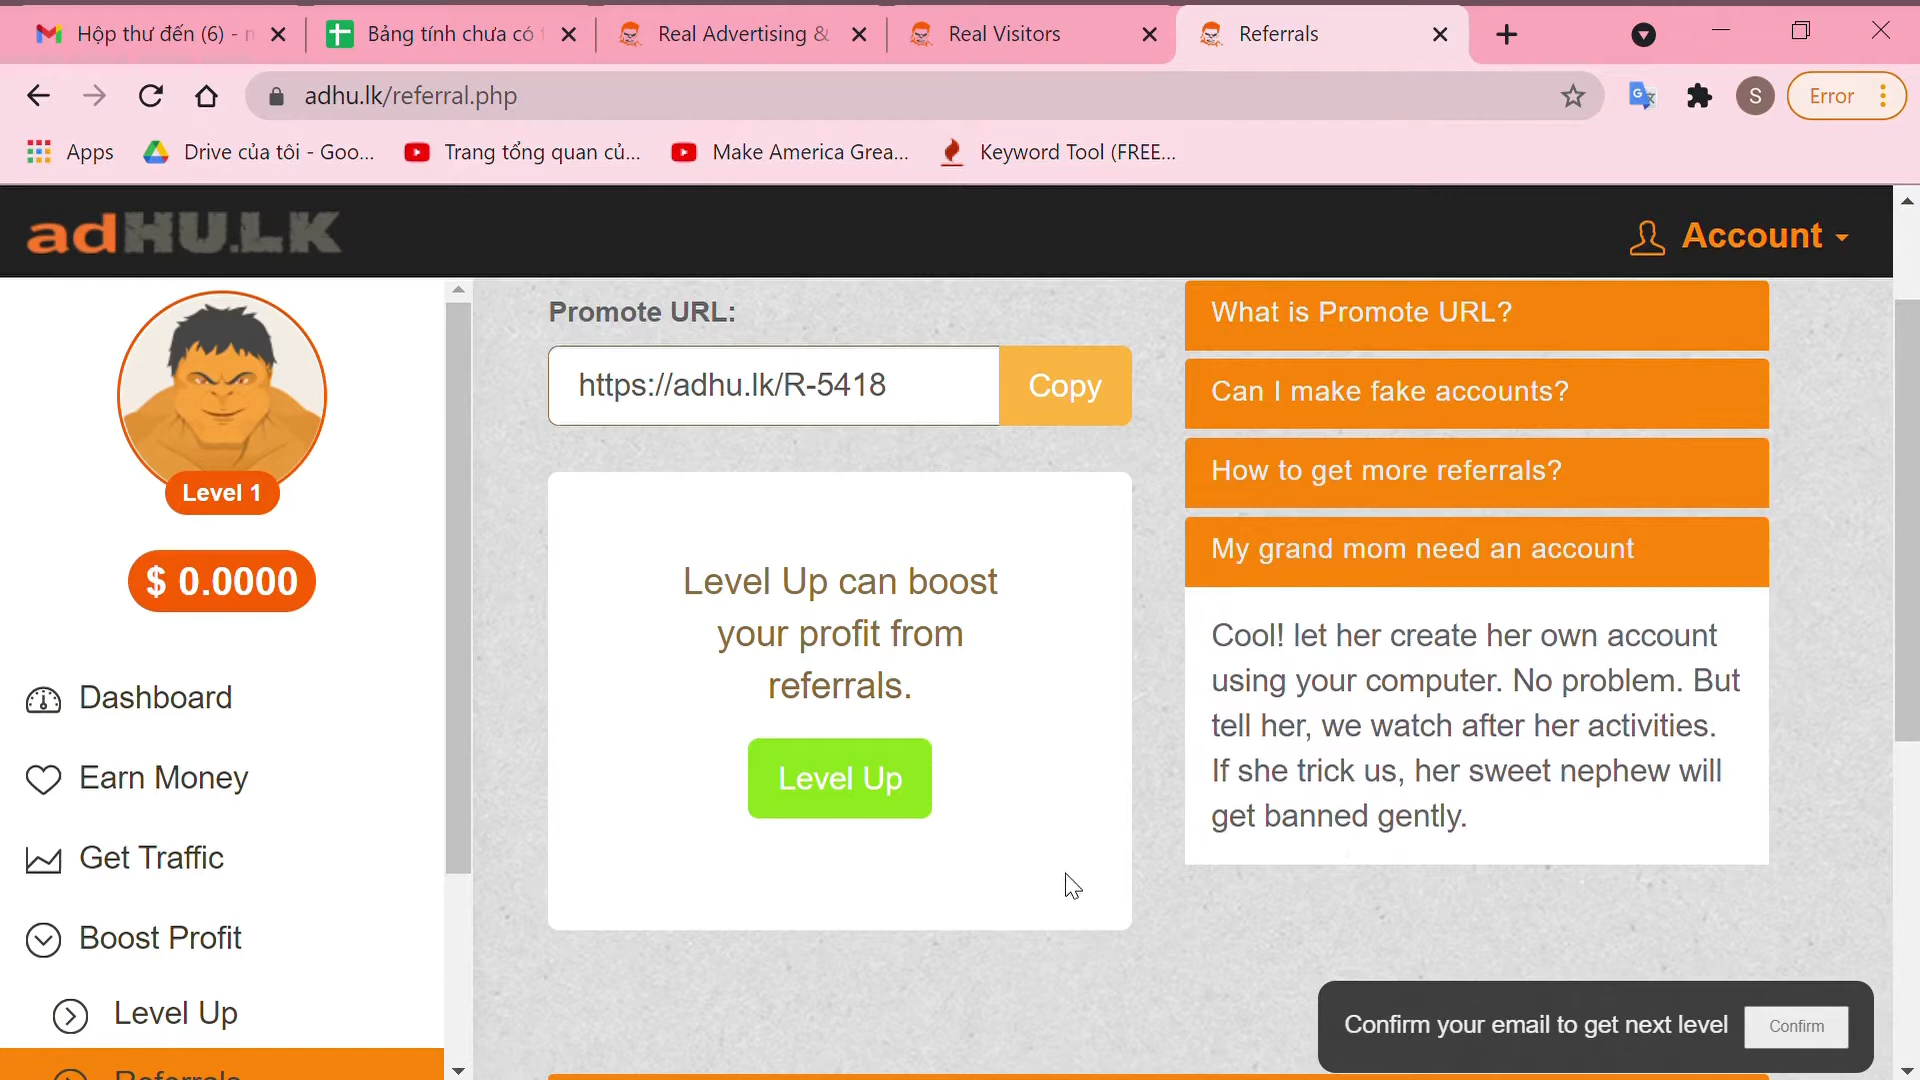 Hộp thư đến (6) -
Bảng tính chưa có
Real Advertising &
Real Visitors
Referrals
adhu.lk/referral.php
S
Error
Apps
Drive của tôi - Goo...
Trang tổng quan củ...
Make America Grea...
Keyword Tool (FREE...
adHU.LK
Account
Level 1
$ 0.0000
Dashboard
Earn Money
Get Traffic
Boost Profit
Level Up
Referrals
Promote URL:
https://adhu.lk/R-5418
Copy
Level Up can boost
your profit from
referrals.
Level Up
What is Promote URL?
Can I make fake accounts?
How to get more referrals?
My grand mom need an account
Cool! let her create her own account
using your computer. No problem. But
tell her, we watch after her activities.
If she trick us, her sweet nephew will
get banned gently.
Confirm your email to get next level
Confirm